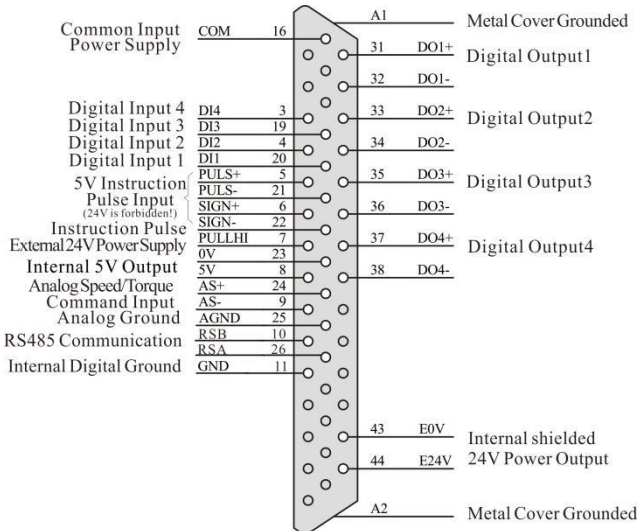 A1 Metal Cover Grounded
Common Input COM 16
Power Supply
31 DO1+ Digital Output1
32 DO1-
Digital Input 4 DI4 3
33 DO2+ Digital Output2
Digital Input 3 DI3 19
Digital Input 2 DI2 4
34 DO2-
Digital Input 1 DI1 20
5V Instruction PULS+ 5
35 DO3+ Digital Output3
Pulse Input PULS- 21
(24V is forbidden!) SIGN+ 6
36 DO3-
Instruction Pulse SIGN- 22
External24V Power Supply PULLHI 7
37 DO4+ Digital Output4
0V 23
Internal 5V Output 5V 8
38 DO4-
Analog Speed/Torque AS+ 24
Command Input AS- 9
Analog Ground AGND 25
RS485 Communication RSB 10
RSA 26
Internal Digital Ground GND 11
43 E0V Internal shielded
44 E24V 24V Power Output
A2 Metal Cover Grounded